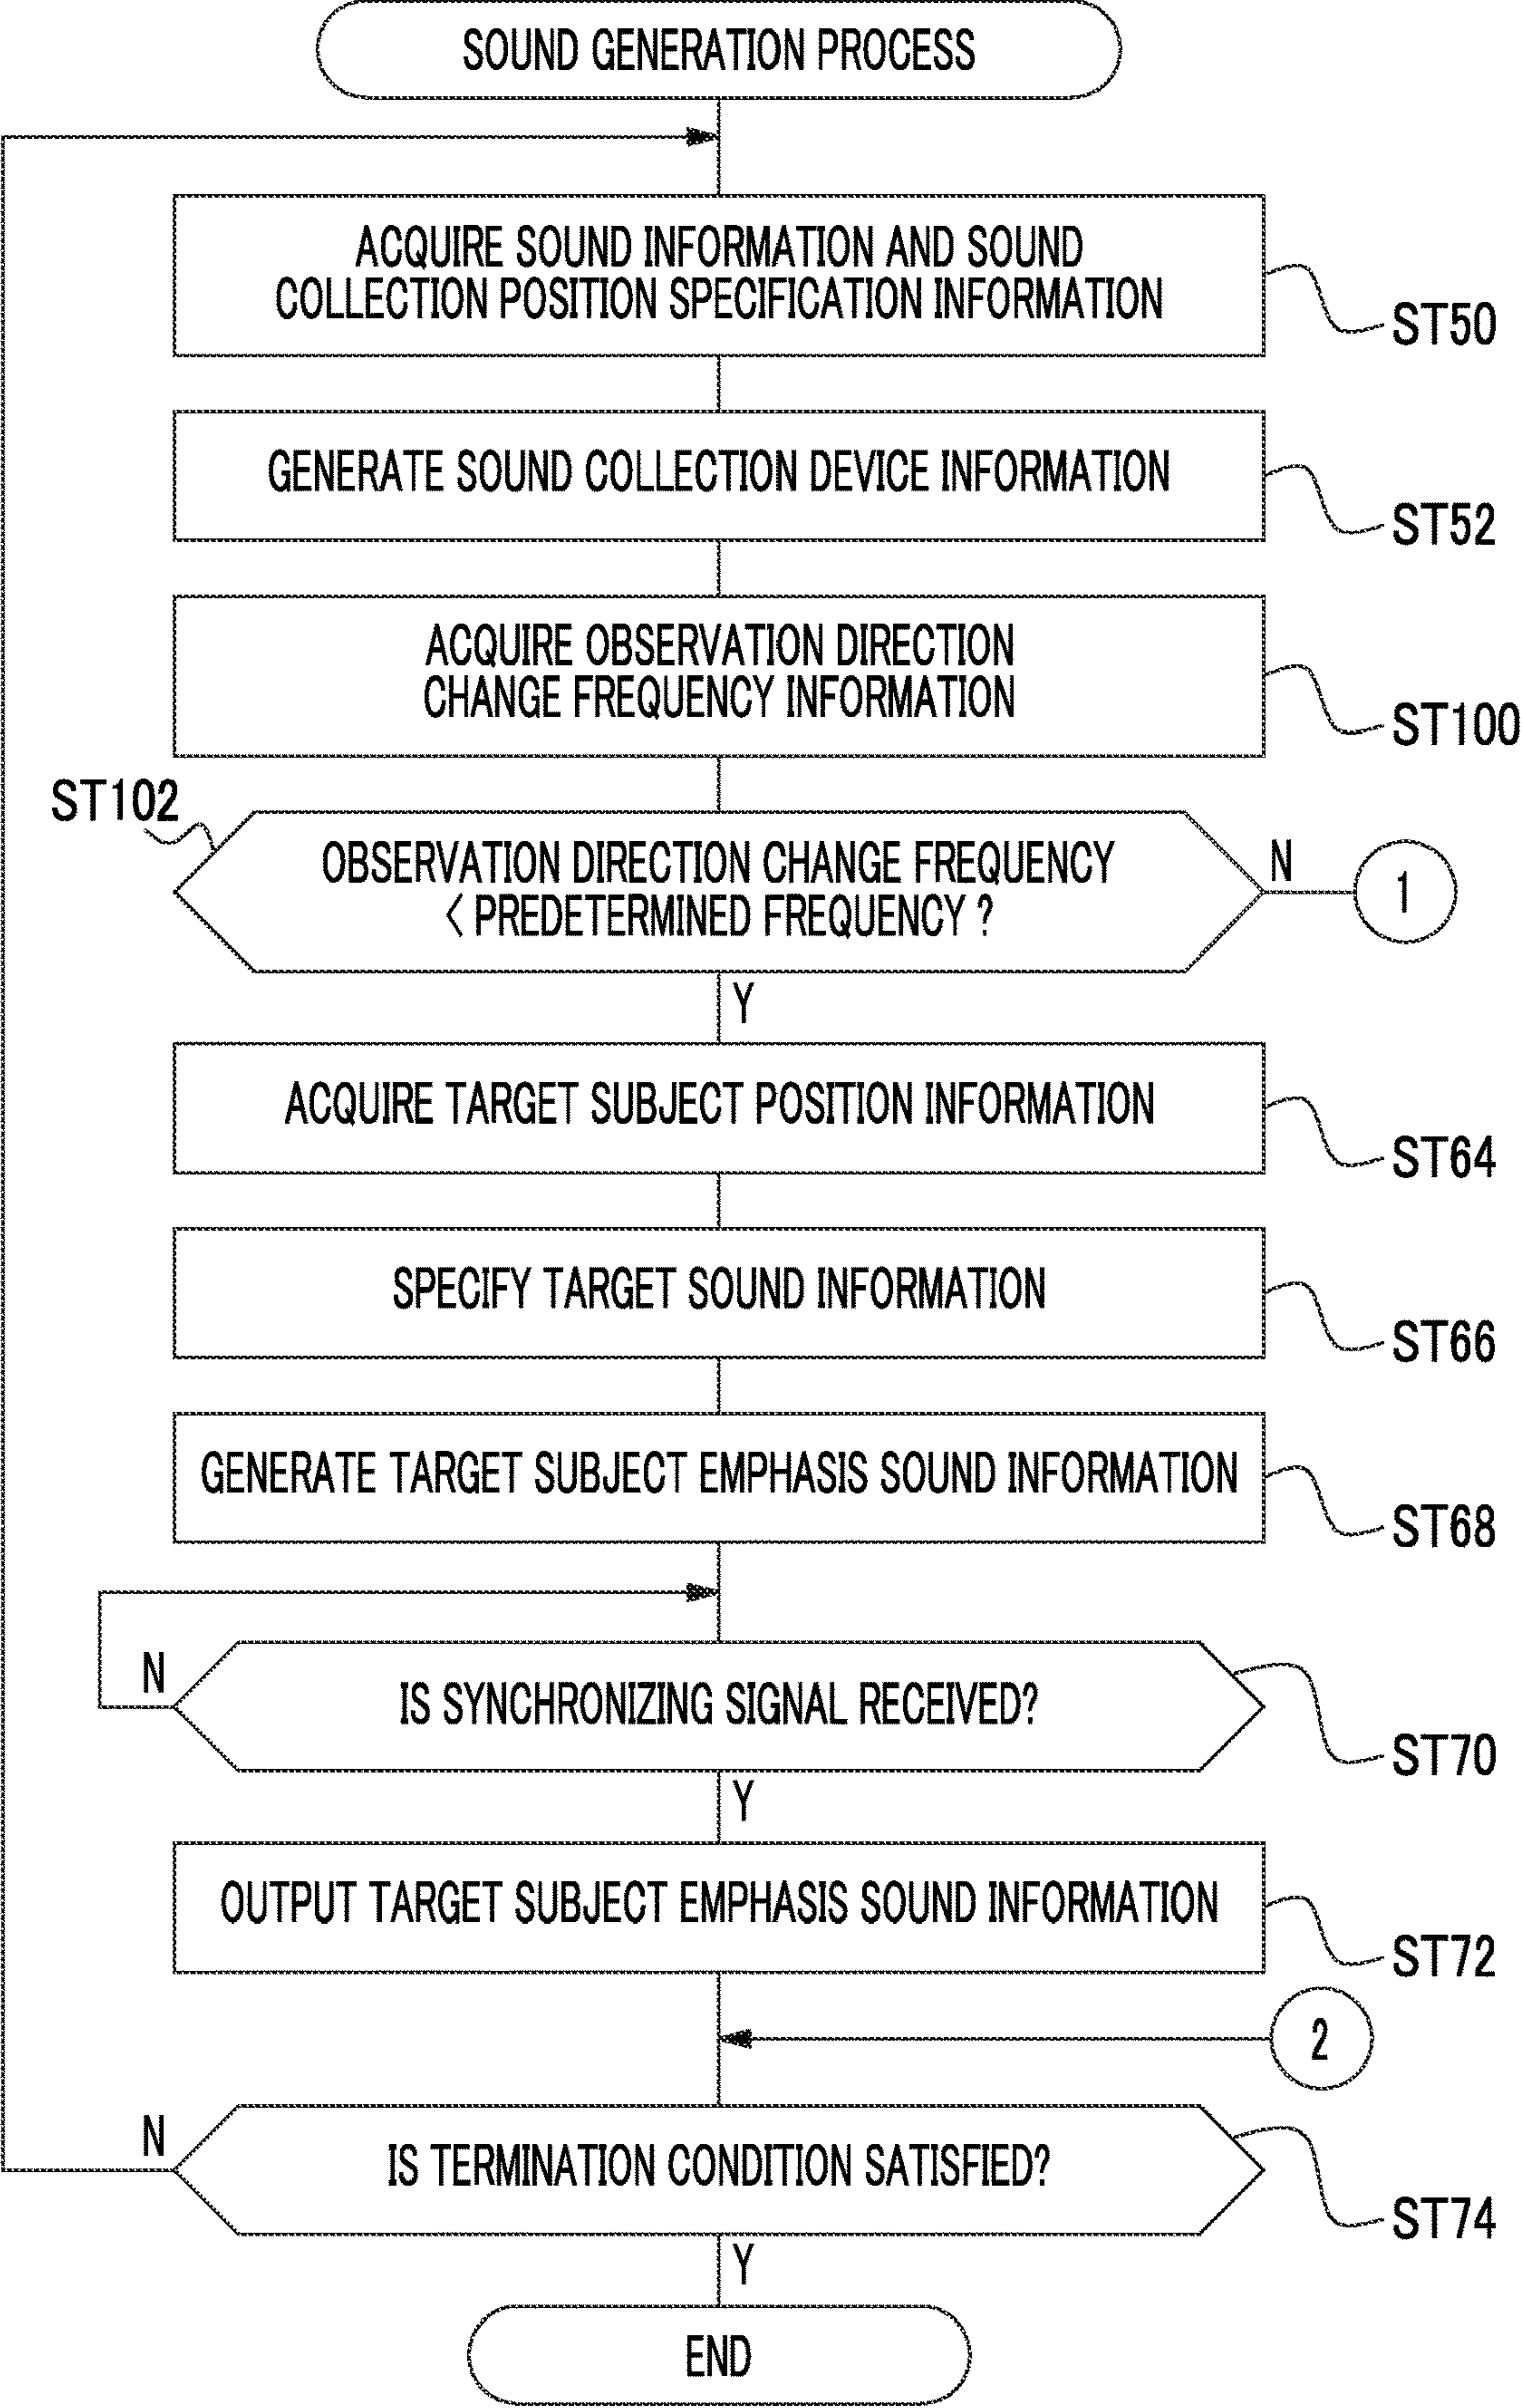 SOUND GENERATION PROCESS
ACQUIRE SOUND INFORMATION AND SOUND
COLLECTION POSITION SPECIFICATION INFORMATION
ST50
GENERATE SOUND COLLECTION DEVICE INFORMATION
ST52
ACQUIRE OBSERVATION DIRECTION
CHANGE FREQUENCY INFORMATION
ST100
ST102
OBSERVATION DIRECTION CHANGE FREQUENCY
< PREDETERMINED FREQUENCY ?
N
1
Y
ACQUIRE TARGET SUBJECT POSITION INFORMATION
ST64
SPECIFY TARGET SOUND INFORMATION
ST66
GENERATE TARGET SUBJECT EMPHASIS SOUND INFORMATION
ST68
N
IS SYNCHRONIZING SIGNAL RECEIVED?
ST70
Y
OUTPUT TARGET SUBJECT EMPHASIS SOUND INFORMATION
ST72
2
N
IS TERMINATION CONDITION SATISFIED?
ST74
Y
END